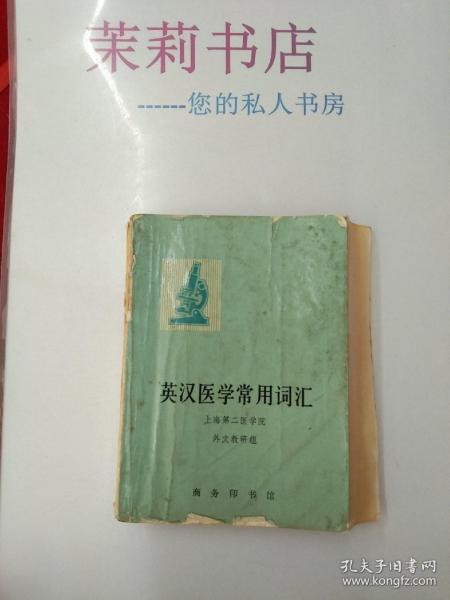 茉莉书店
------您的私人书房
英汉医学常用词汇
上海第二医学院
外文教研组
商务印书馆
孔夫子旧书网
www.kongfz.com